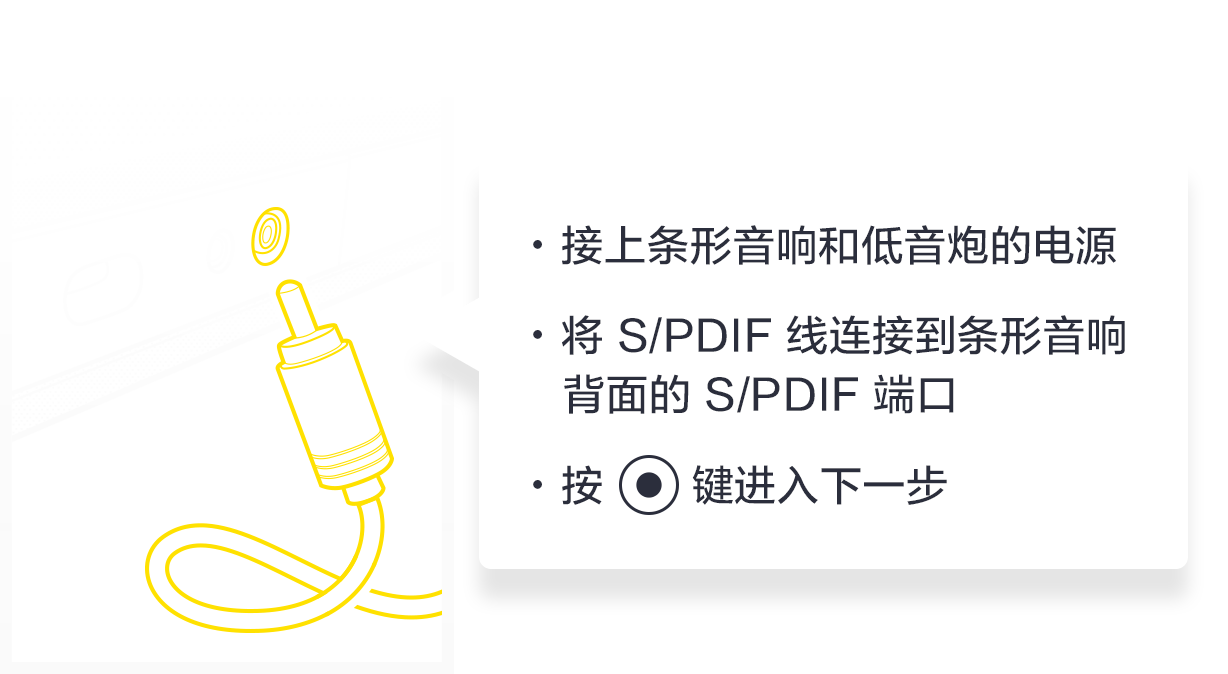 · 接上条形音响和低音炮的电源
· 将 S/PDIF 线连接到条形音响
背面的 S/PDIF 端口
· 按 键进入下一步